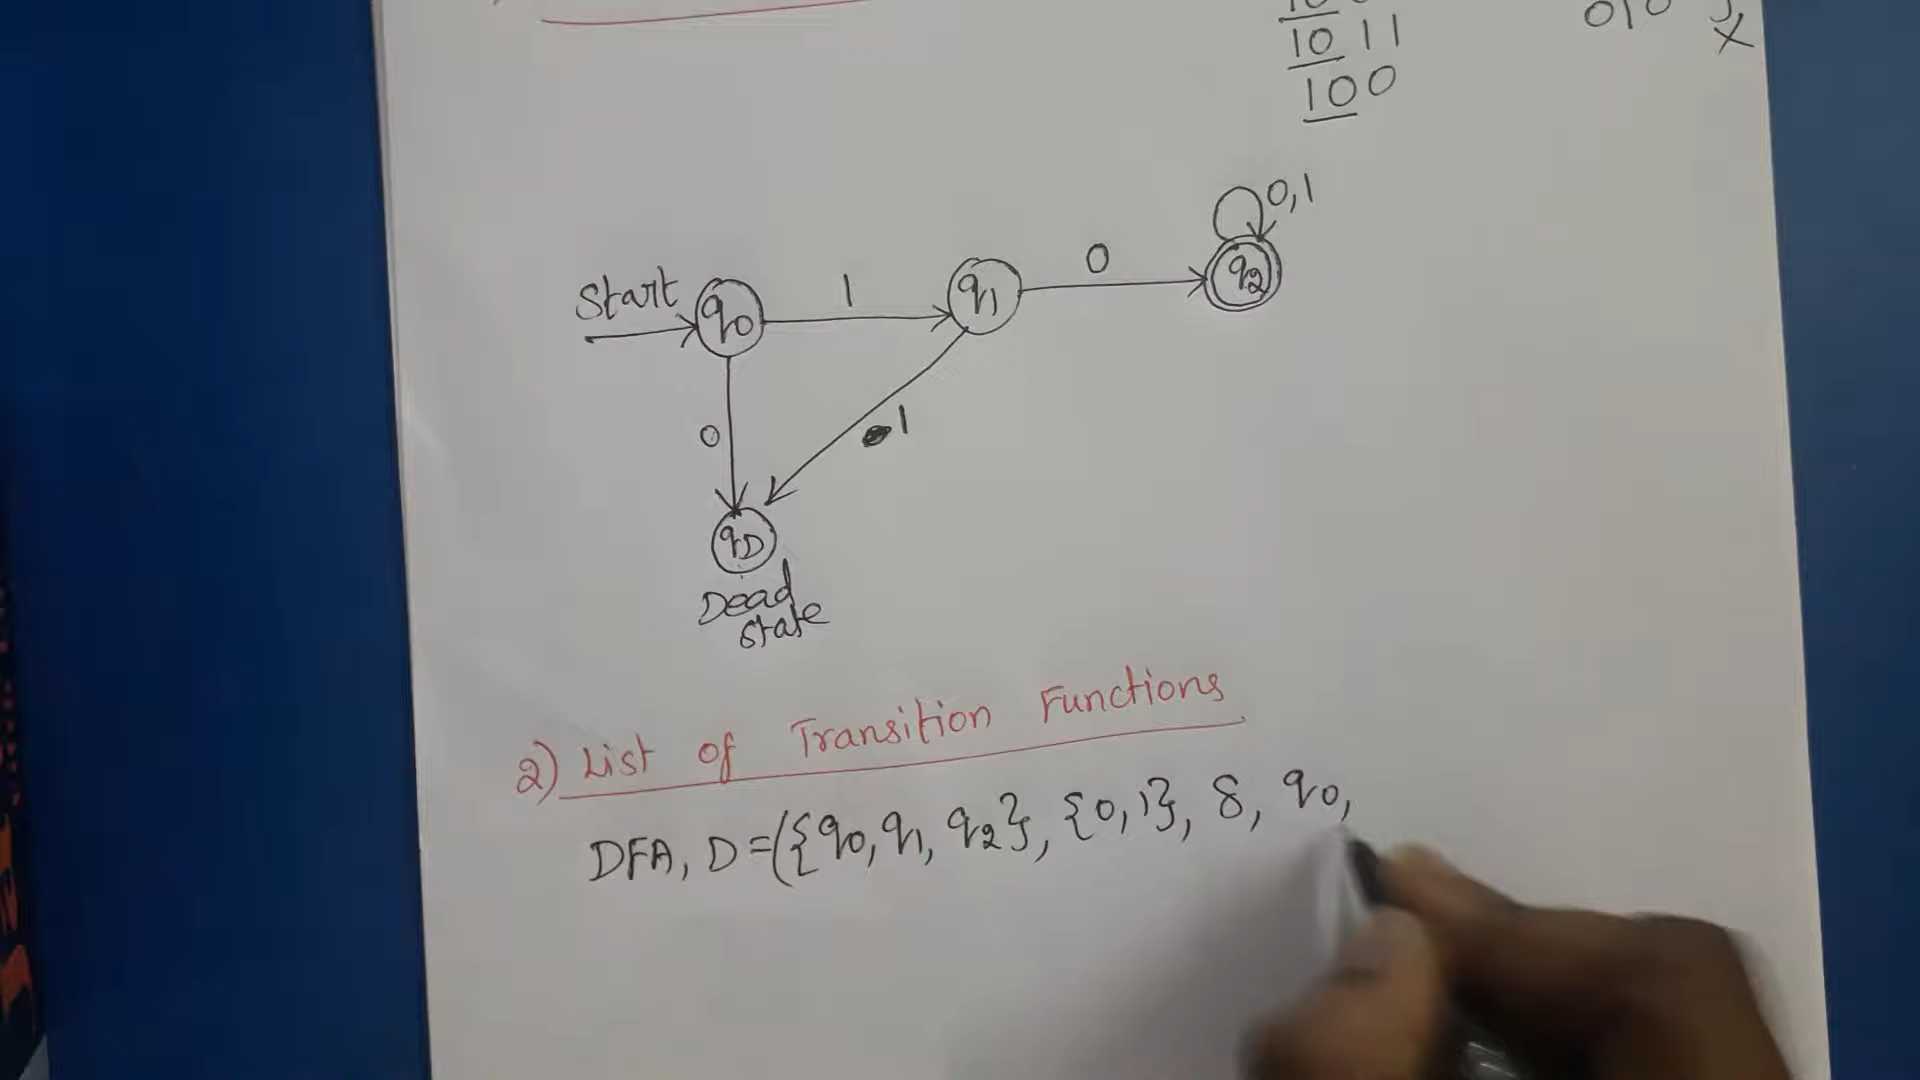 1011
100
010
X
0,1
Start
q0
1
q1
0
q2
0
1
qD
Dead
state
2) List of Transition Functions
DFA, D=({q0, q1, q2}, {0,1}, δ, q0,